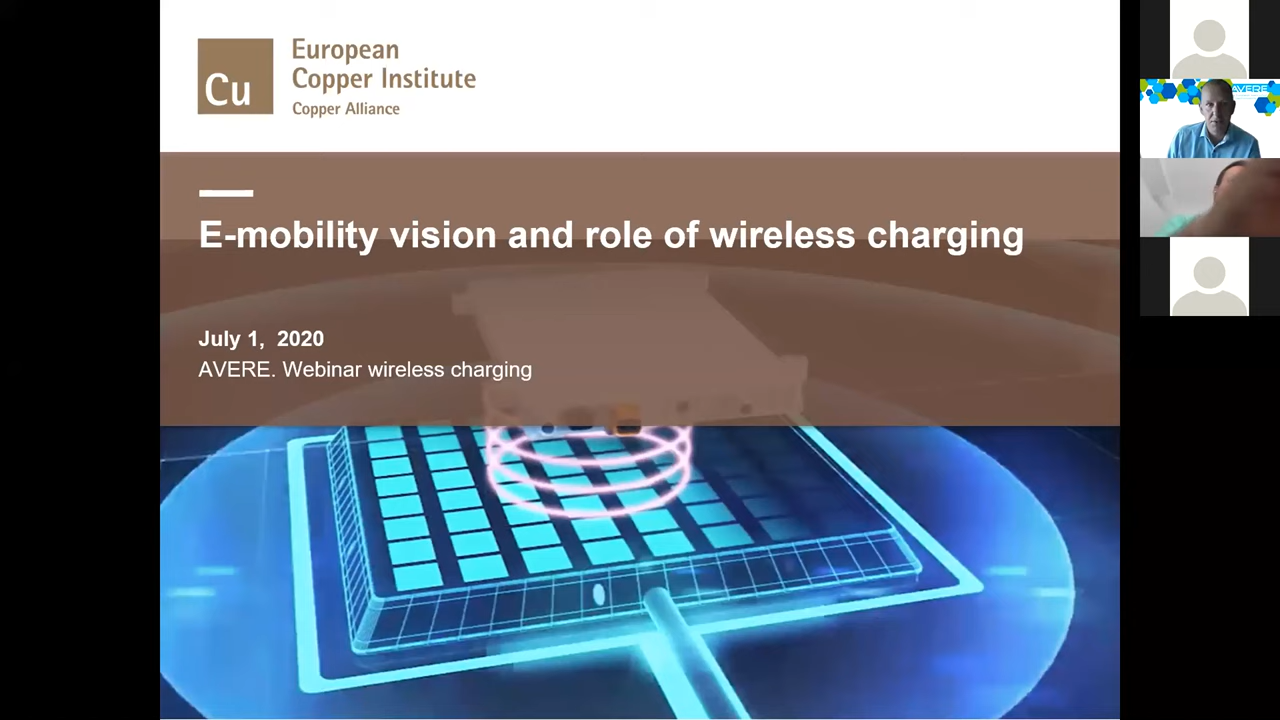 Cu
European
Copper Institute
Copper Alliance
E-mobility vision and role of wireless charging
July 1, 2020
AVERE. Webinar wireless charging
AVERE